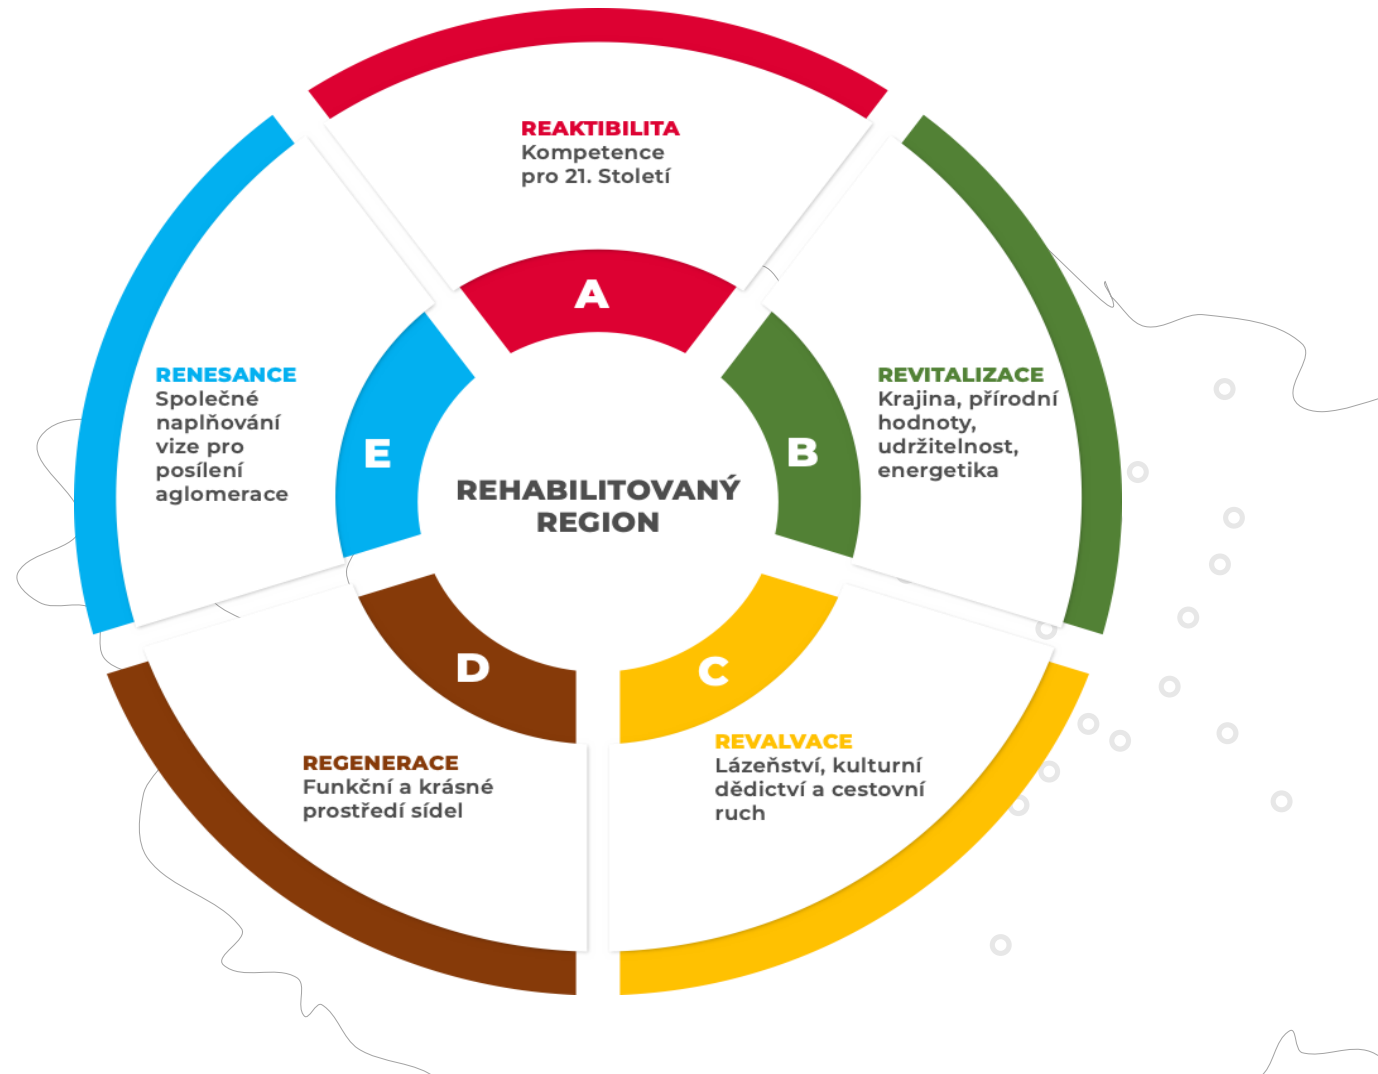 REAKTIBILITA
Kompetence
pro 21. Století
A
RENESANCE
Společné
naplňování
vize pro
posílení
aglomerace
E
B
REVITALIZACE
Krajina, přírodní
hodnoty,
udržitelnost,
energetika
REHABILITOVANÝ
REGION
D
C
REGENERACE
Funkční a krásné
prostředí sídel
REVALVACE
Lázeňství, kulturní
dědictví a cestovní
ruch